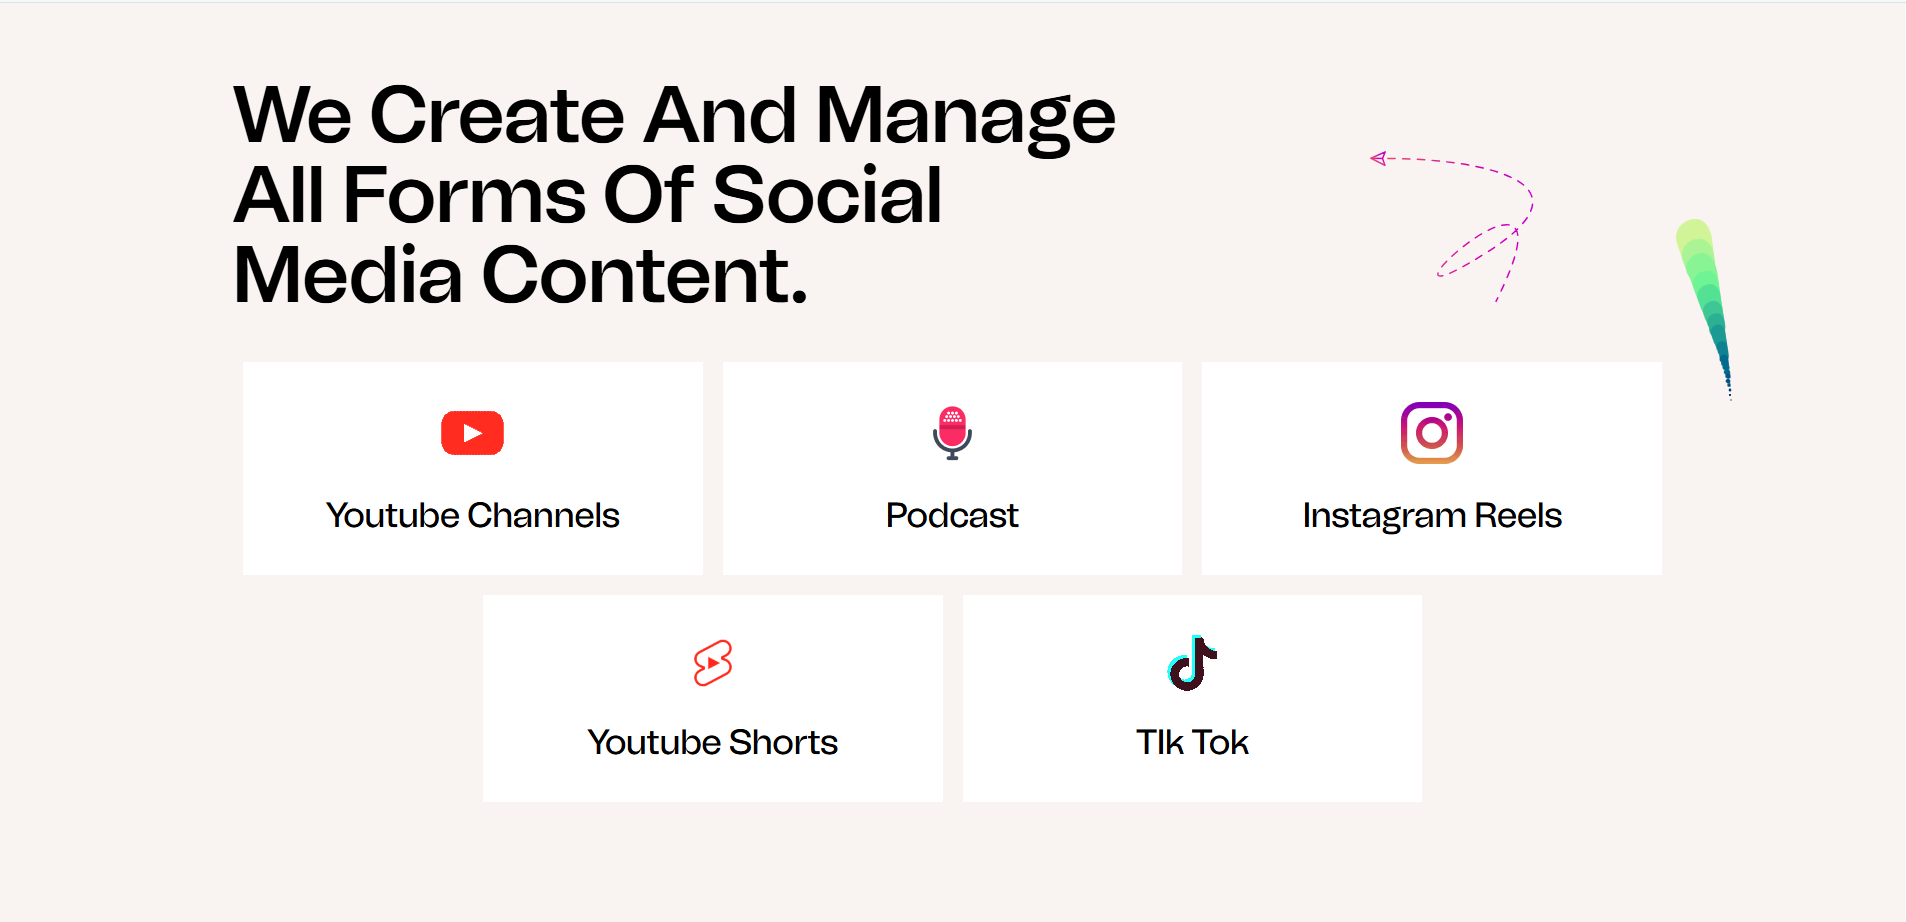 We Create And Manage
All Forms Of Social
Media Content.
Youtube Channels
Podcast
Instagram Reels
Youtube Shorts
TIk Tok